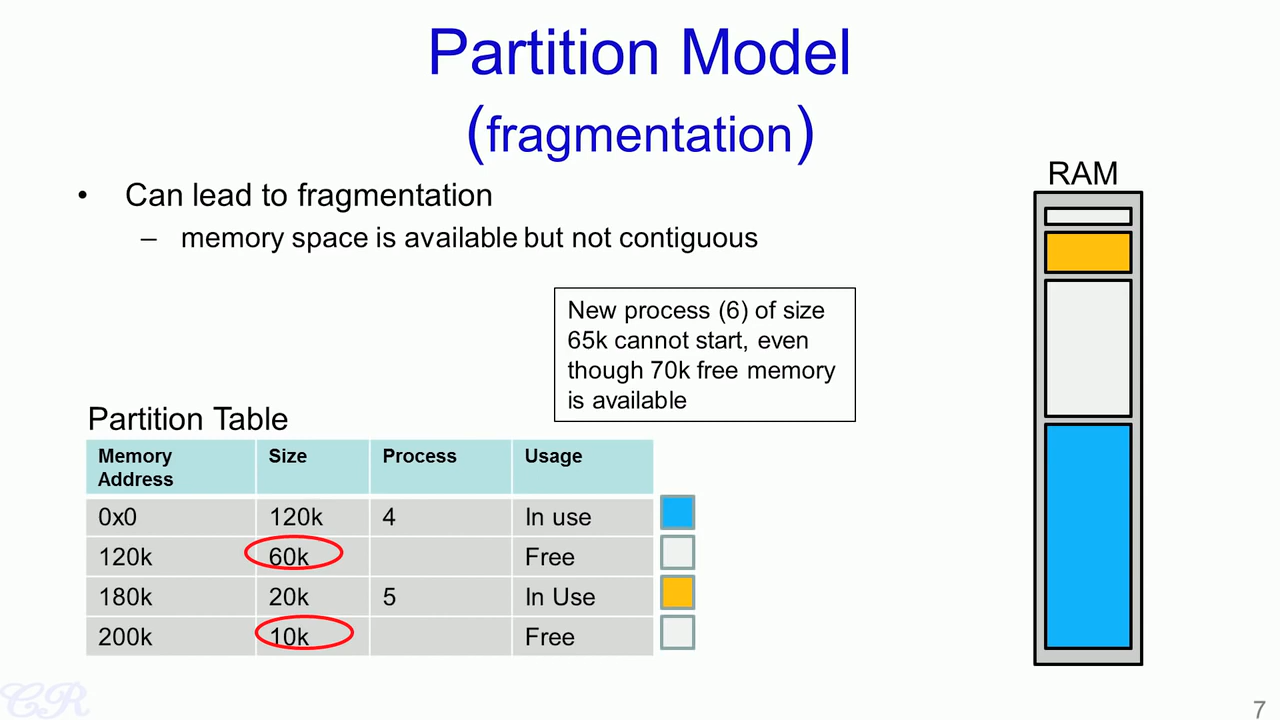 Partition Model
(fragmentation)
• Can lead to fragmentation
– memory space is available but not contiguous
RAM
New process (6) of size
65k cannot start, even
though 70k free memory
is available
Partition Table
Memory Address Size Process Usage
0x0 120k 4 In use
120k 60k Free
180k 20k 5 In Use
200k 10k Free
CR
7